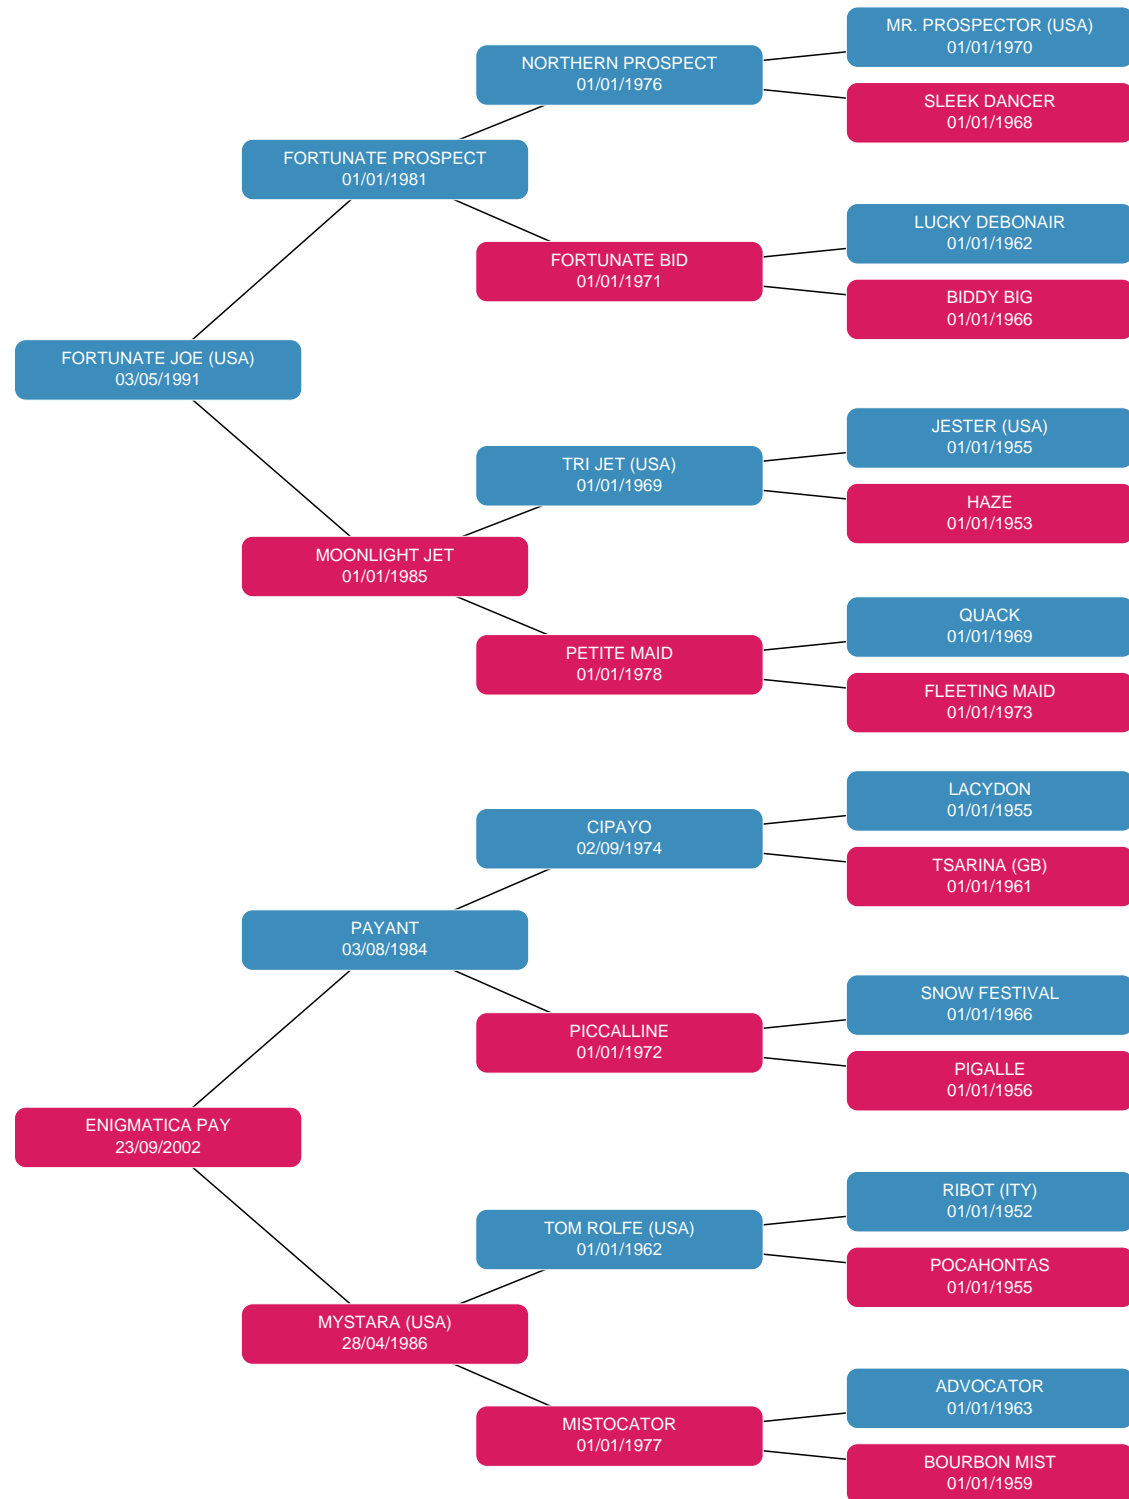 MR. PROSPECTOR (USA)
01/01/1970
NORTHERN PROSPECT
01/01/1976
SLEEK DANCER
01/01/1968
FORTUNATE PROSPECT
01/01/1981
LUCKY DEBONAIR
01/01/1962
FORTUNATE BID
01/01/1971
BIDDY BIG
01/01/1966
FORTUNATE JOE (USA)
03/05/1991
JESTER (USA)
01/01/1955
TRI JET (USA)
01/01/1969
HAZE
01/01/1953
MOONLIGHT JET
01/01/1985
QUACK
01/01/1969
PETITE MAID
01/01/1978
FLEETING MAID
01/01/1973
LACYDON
01/01/1955
CIPAYO
02/09/1974
TSARINA (GB)
01/01/1961
PAYANT
03/08/1984
SNOW FESTIVAL
01/01/1966
PICCALLINE
01/01/1972
PIGALLE
01/01/1956
ENIGMATICA PAY
23/09/2002
RIBOT (ITY)
01/01/1952
TOM ROLFE (USA)
01/01/1962
POCAHONTAS
01/01/1955
MYSTARA (USA)
28/04/1986
ADVOCATOR
01/01/1963
MISTOCATOR
01/01/1977
BOURBON MIST
01/01/1959